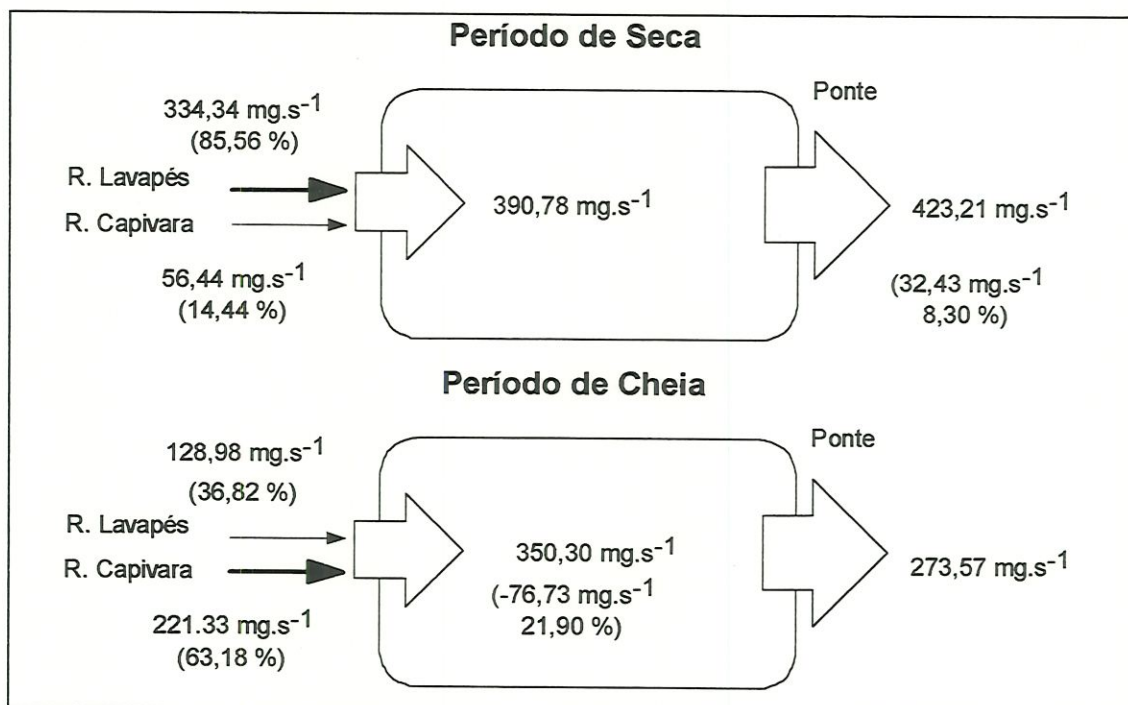 Período de Seca
334,34 mg.s-1
(85,56 %)
R. Lavapés
R. Capivara
56,44 mg.s-1
(14,44 %)
390,78 mg.s-1
Ponte
423,21 mg.s-1
(32,43 mg.s-1
8,30 %)
Período de Cheia
128,98 mg.s-1
(36,82 %)
R. Lavapés
R. Capivara
221.33 mg.s-1
(63,18 %)
350,30 mg.s-1
(-76,73 mg.s-1
21,90 %)
Ponte
273,57 mg.s-1